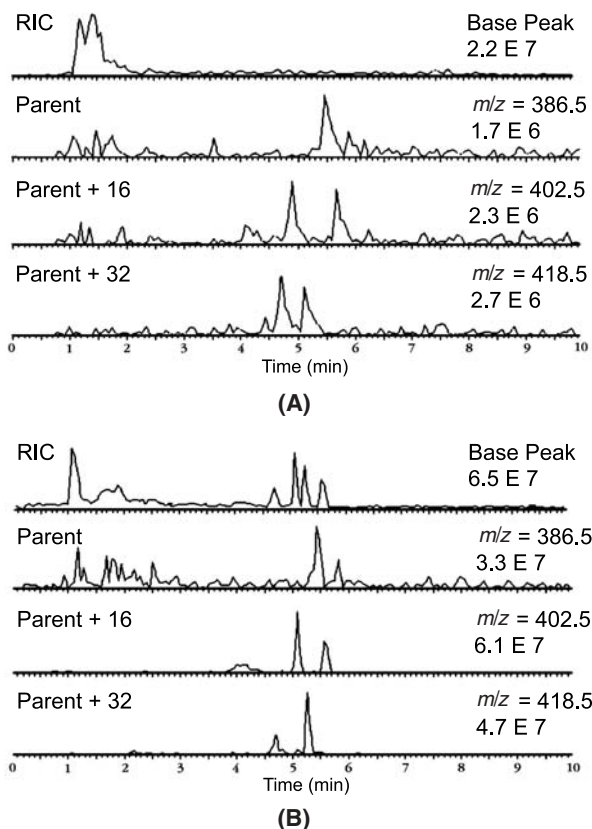 RIC Base Peak
2.2 E 7
Parent m/z = 386.5
1.7 E 6
Parent + 16 m/z = 402.5
2.3 E 6
Parent + 32 m/z = 418.5
2.7 E 6
0 1 2 3 4 5 6 7 8 9 10
Time (min)
(A)
RIC Base Peak
6.5 E 7
Parent m/z = 386.5
3.3 E 7
Parent + 16 m/z = 402.5
6.1 E 7
Parent + 32 m/z = 418.5
4.7 E 7
0 1 2 3 4 5 6 7 8 9 10
Time (min)
(B)